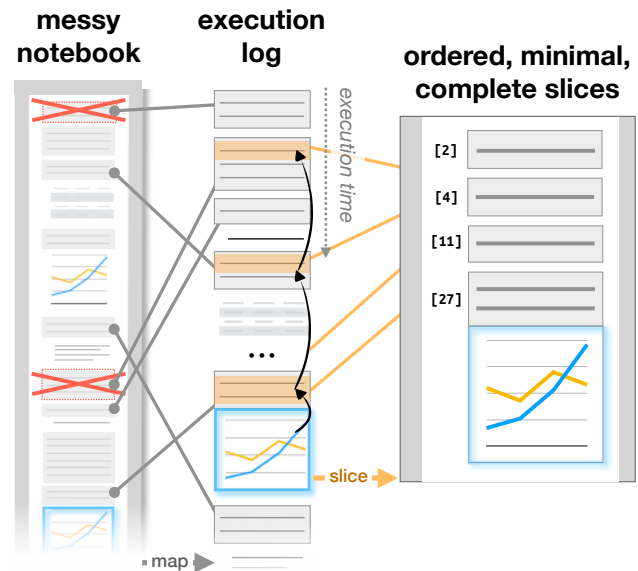 messy
notebook
execution
log
ordered, minimal,
complete slices
execution time
[2]
[4]
[11]
[27]
...
slice
map